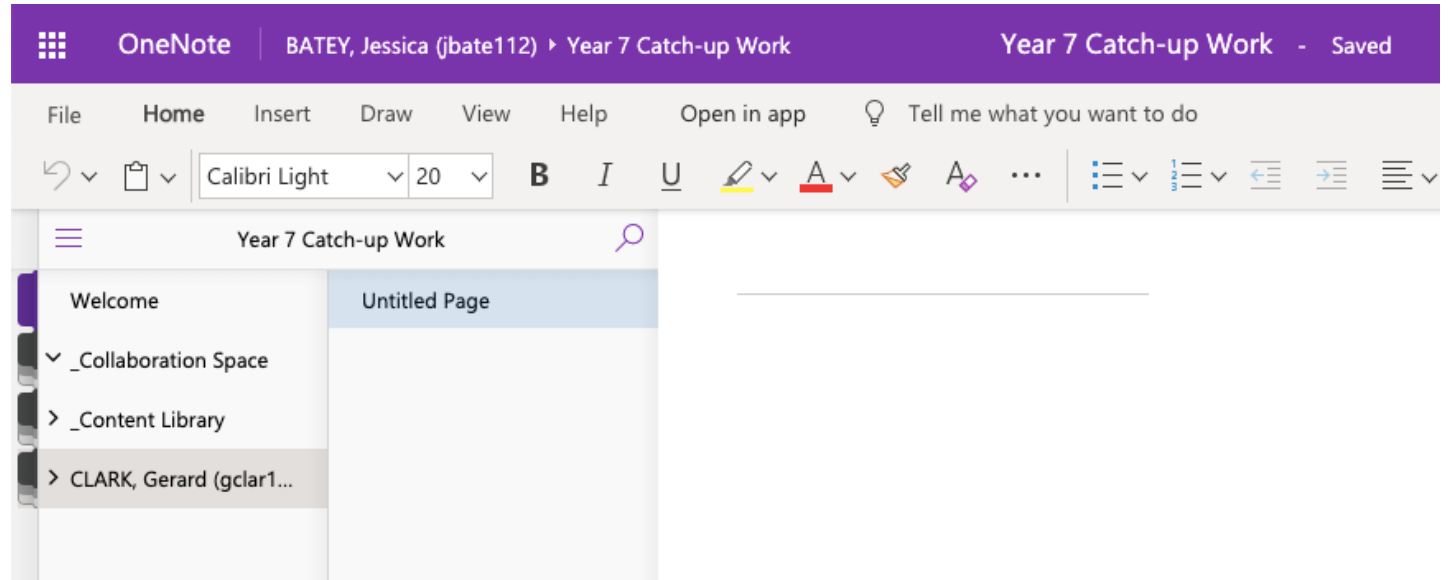 OneNote BATEY, Jessica (jbate112) ▸ Year 7 Catch-up Work Year 7 Catch-up Work - Saved
File Home Insert Draw View Help Open in app Tell me what you want to do
Calibri Light 20 B I U A A ...
Year 7 Catch-up Work
Welcome Untitled Page
_Collaboration Space
_Content Library
CLARK, Gerard (gclar1...